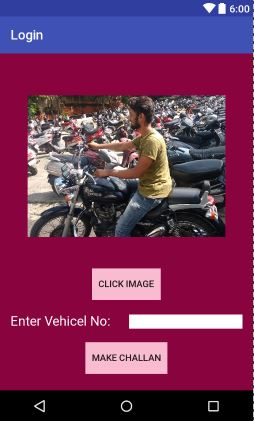 6:00
Login
CLICK IMAGE
Enter Vehicel No:
MAKE CHALLAN